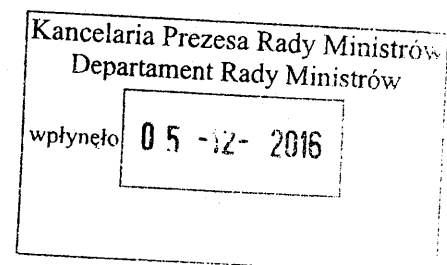 Kancelaria Prezesa Rady Ministrów
Departament Rady Ministrów
wpłynęło 05 -12- 2016